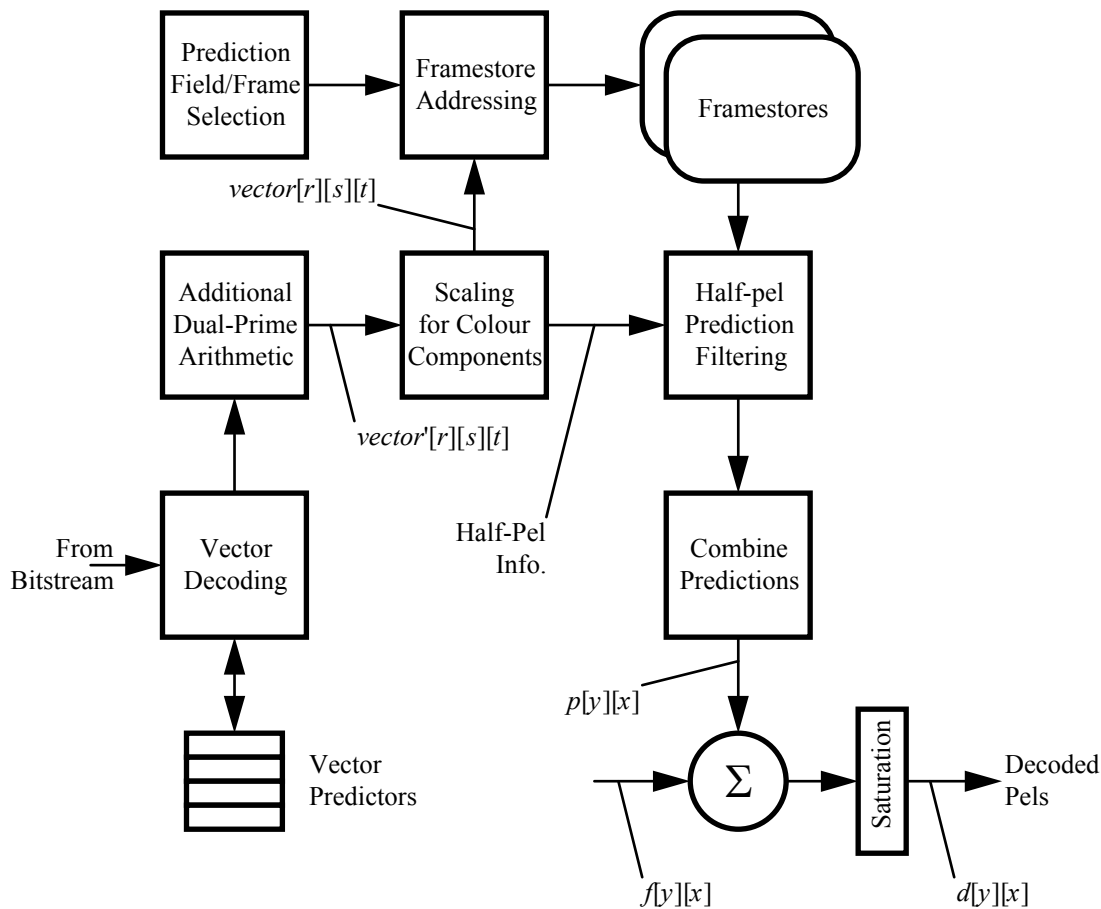 Prediction
Field/Frame
Selection
Framestore
Addressing
Framestores
vector[r][s][t]
Additional
Dual-Prime
Arithmetic
Scaling
for Colour
Components
Half-pel
Prediction
Filtering
vector'[r][s][t]
Half-Pel
Info.
From
Bitstream
Vector
Decoding
Combine
Predictions
p[y][x]
Vector
Predictors
Σ
Saturation
Decoded
Pels
f[y][x]
d[y][x]